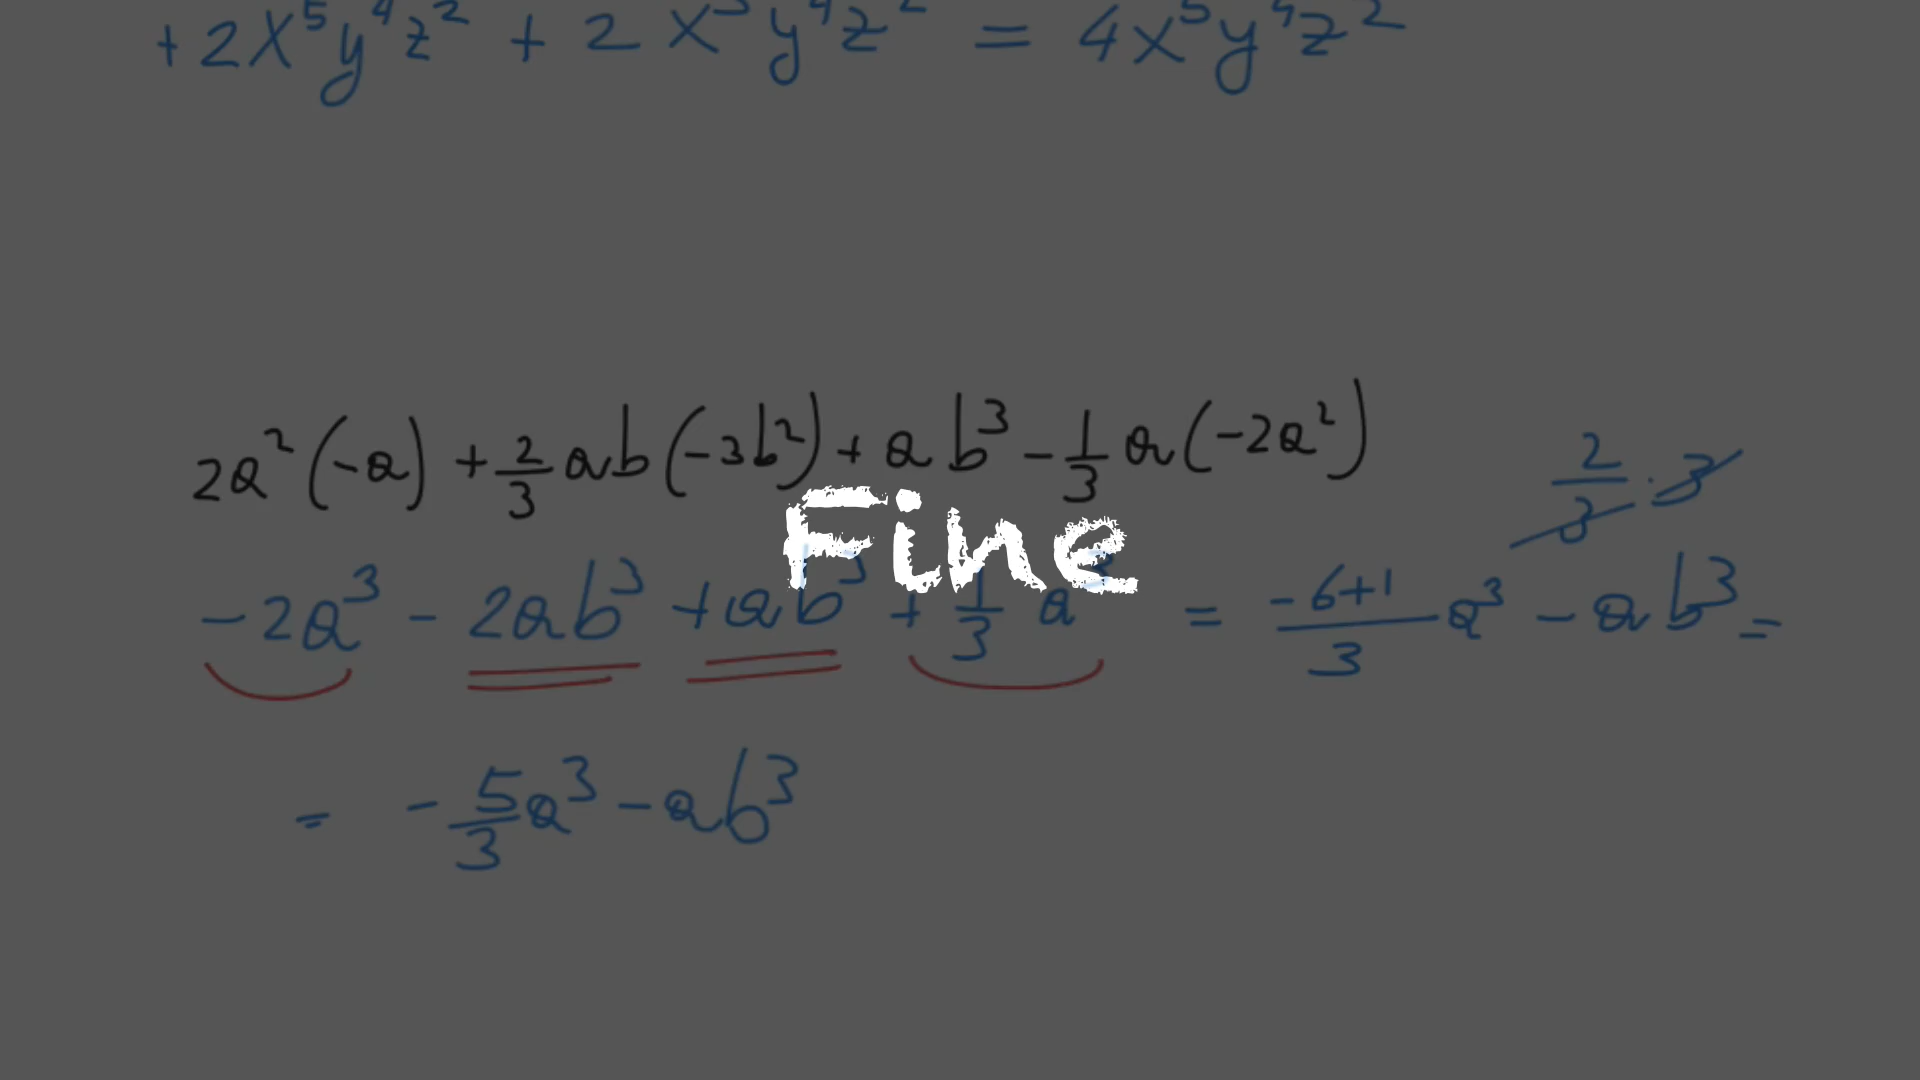 +2x⁵y⁴z² + 2x⁵y⁴z² = 4x⁵y⁴z²
2a²(-a) + 2/3 ab(-3b²) + ab³ - 1/3 a(-2a²)
2/3 · 3
Fine
-2a³ - 2ab³ + ab³ + 1/3 a³ = (-6+1)/3 a³ - ab³ =
= -5/3 a³ - ab³